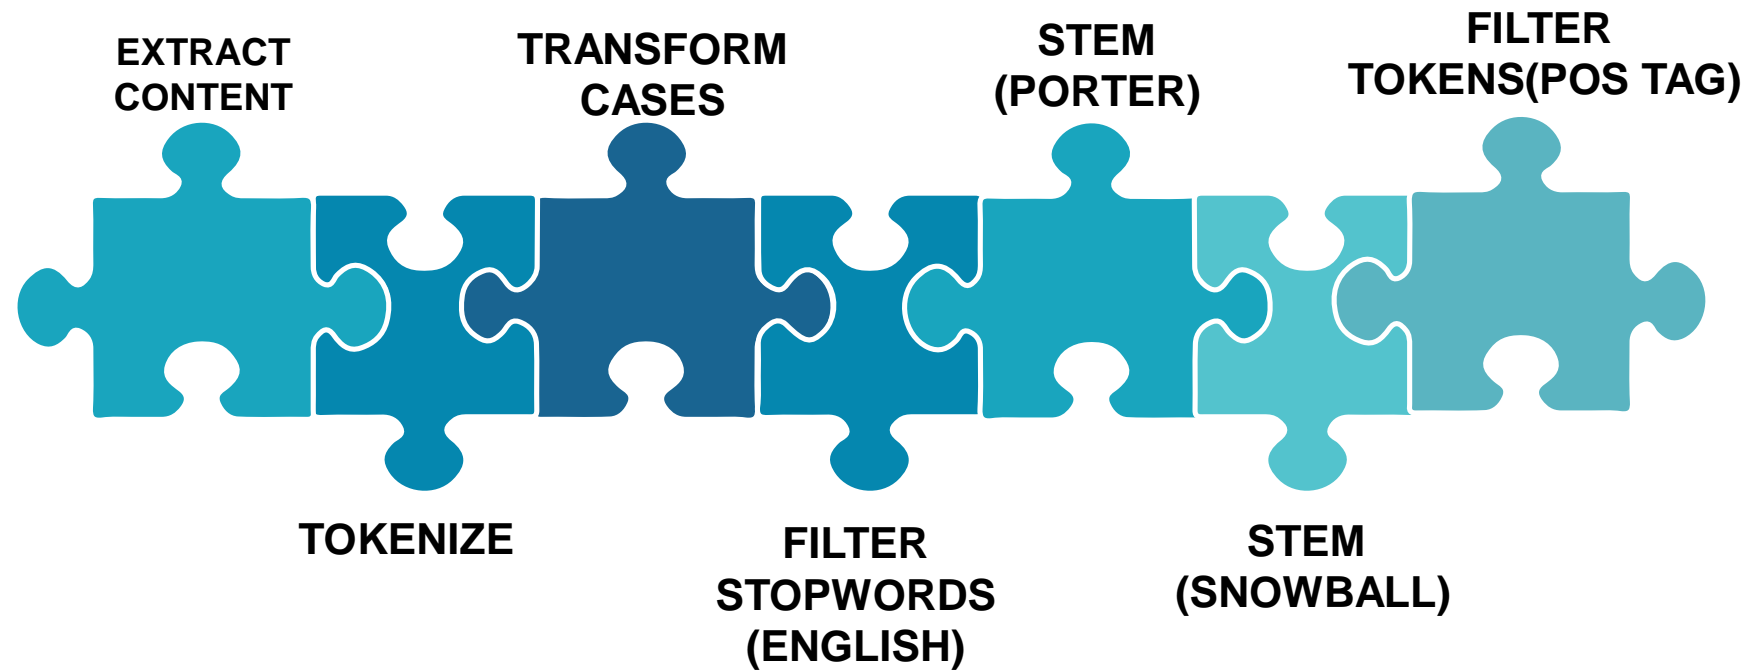 EXTRACT
CONTENT
TOKENIZE
TRANSFORM
CASES
FILTER
STOPWORDS
(ENGLISH)
STEM
(PORTER)
STEM
(SNOWBALL)
FILTER
TOKENS(POS TAG)